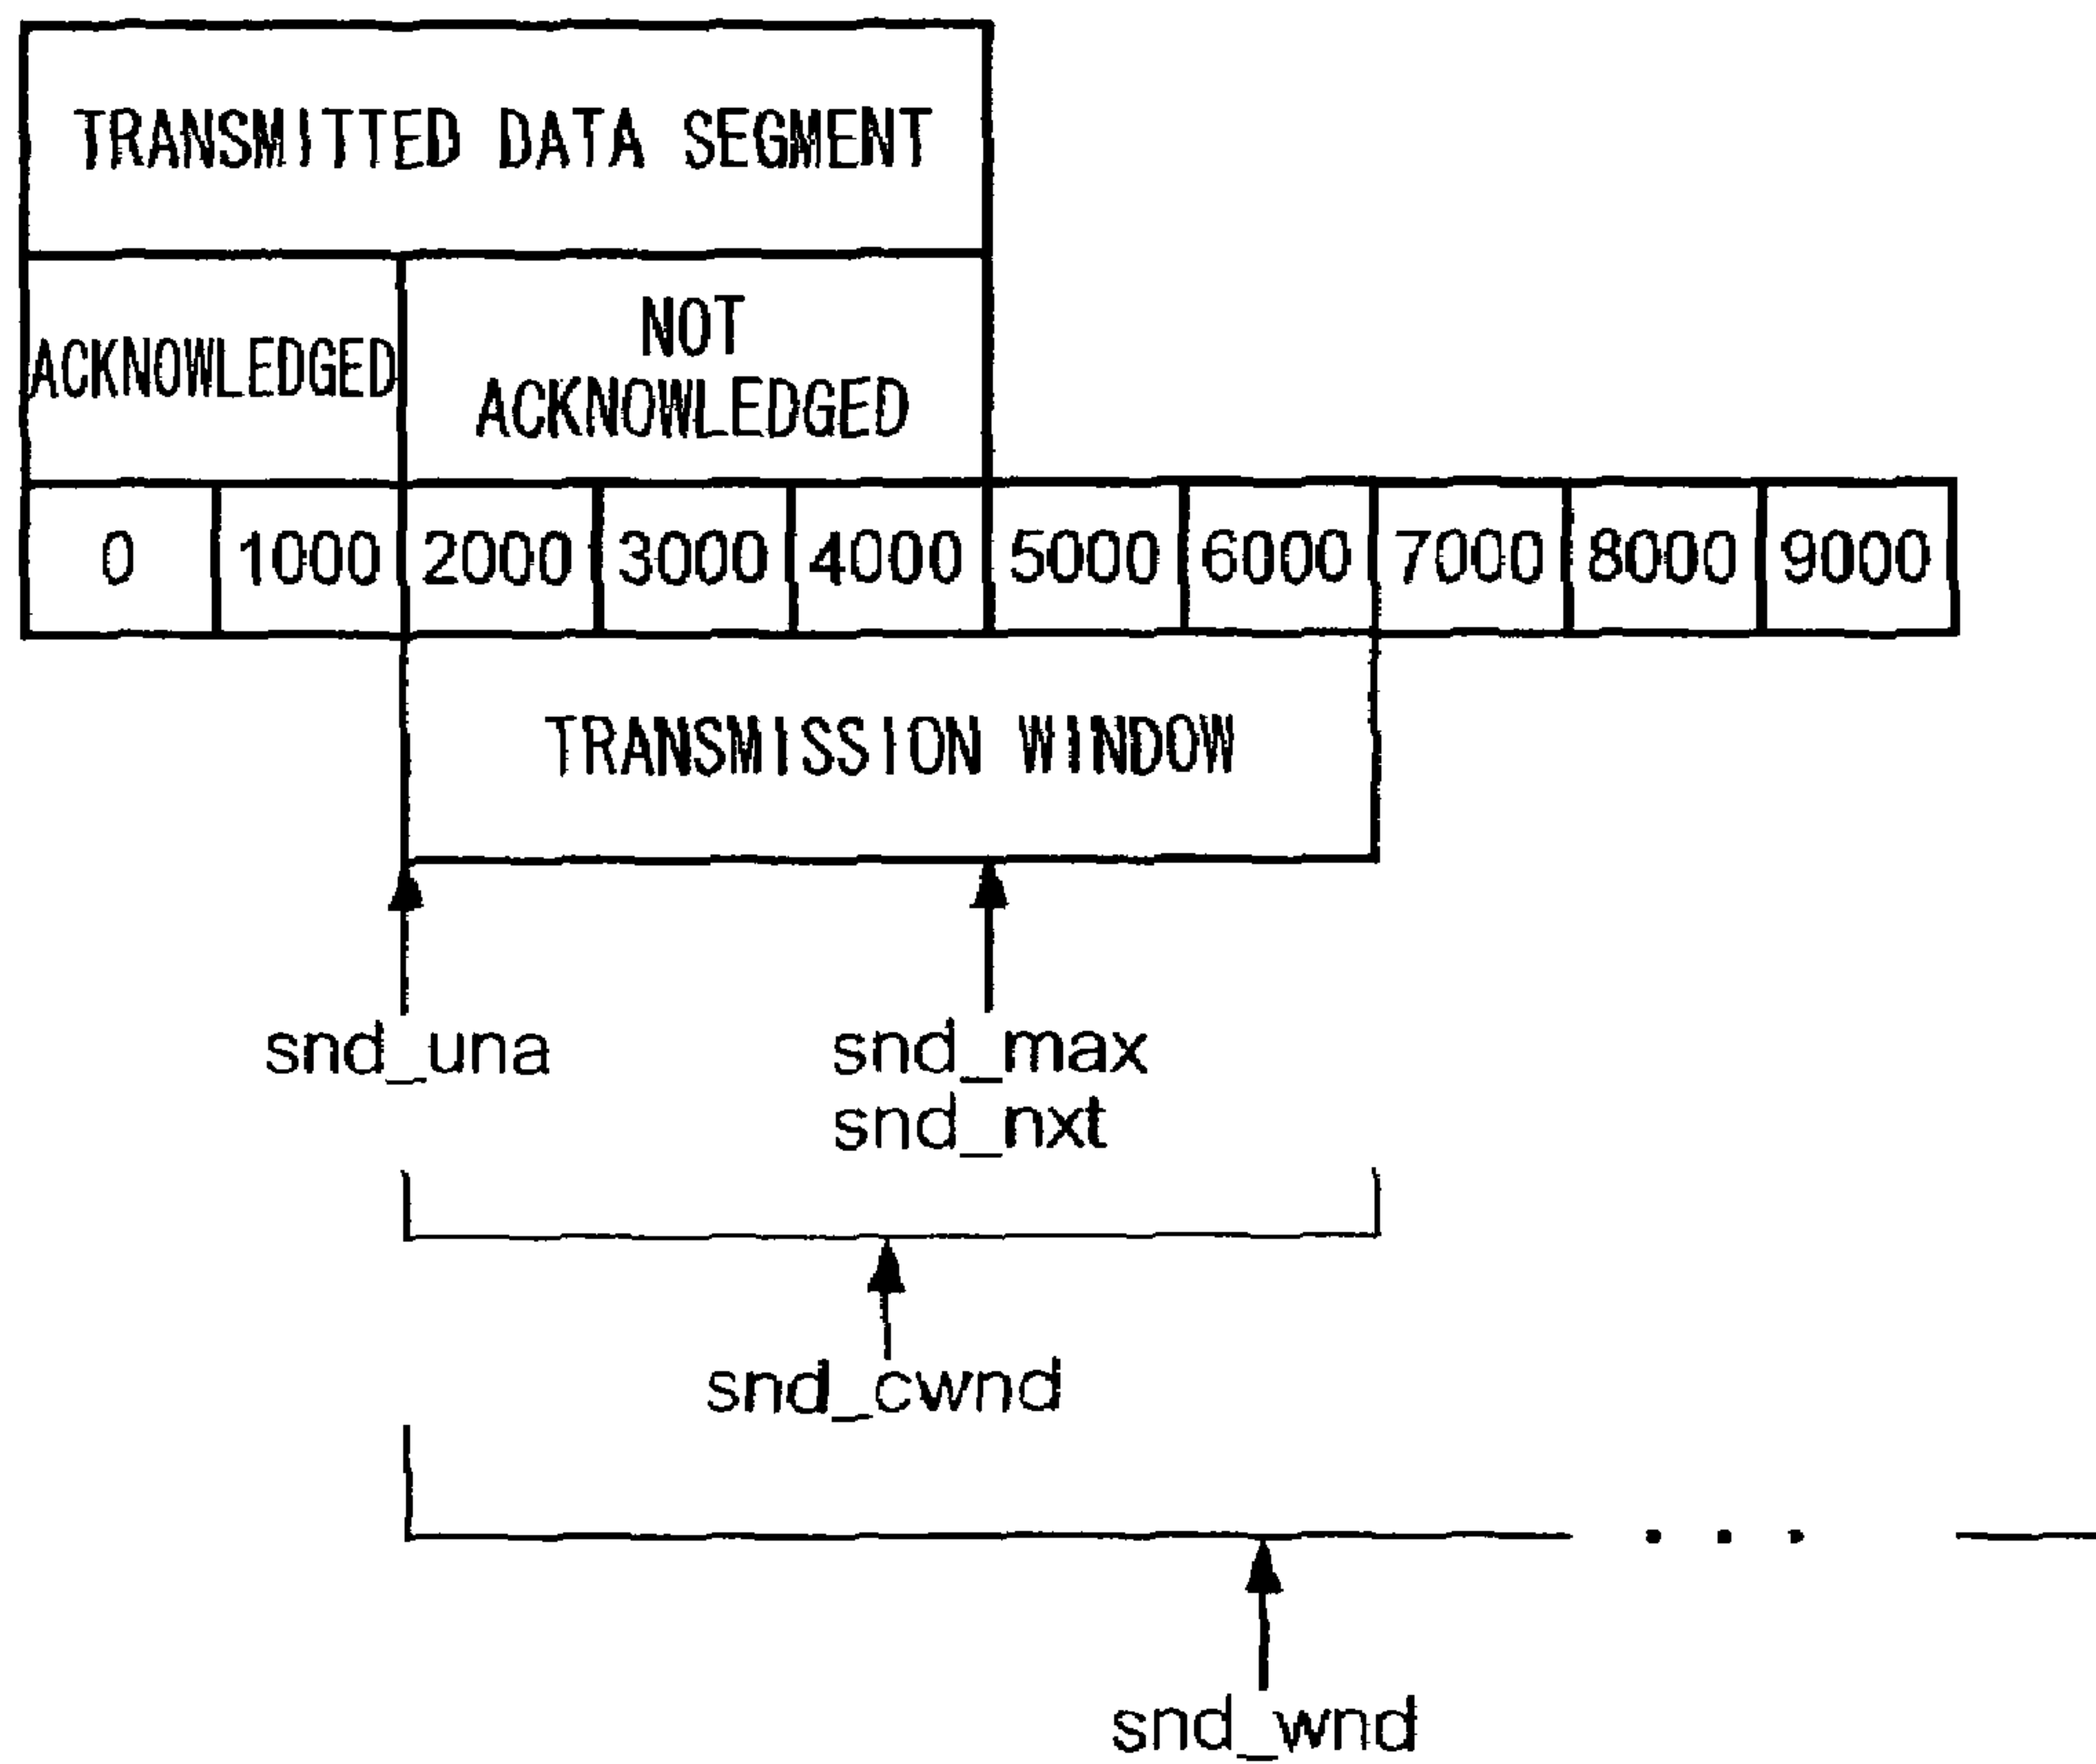 TRANSMITTED DATA SEGMENT
ACKNOWLEDGED
NOT
ACKNOWLEDGED
0 1000 2000 3000 4000 5000 6000 7000 8000 9000
TRANSMISSION WINDOW
snd_una
snd_max
snd_nxt
snd_cwnd
. . .
snd_wnd